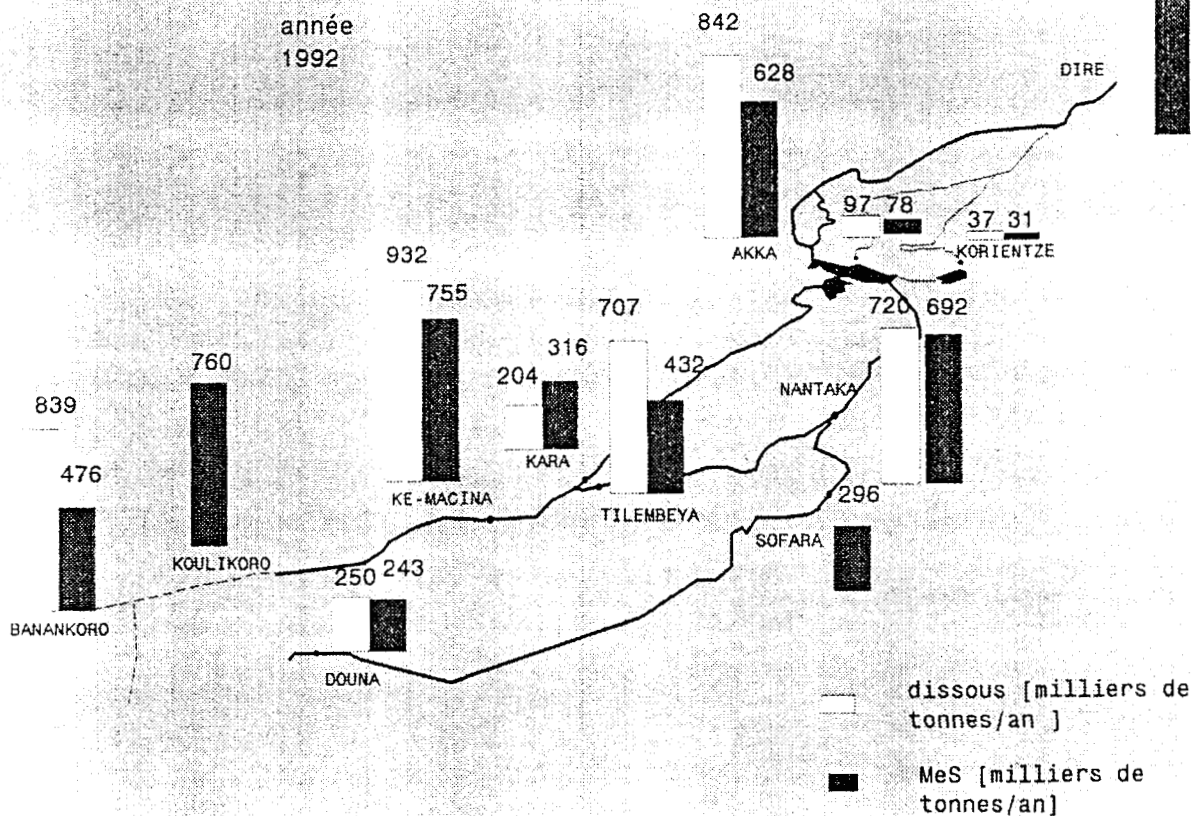 année
1992
842
628
DIRE
97 78
37 31
AKKA
KORIENTZE
932
755
707
720 692
760
316
204
432
839
NANTAKA
476
KARA
KE-MACINA
296
TILEMBEYA
SOFARA
KOULIKORO
250 243
BANANKORO
DOUNA
dissous [milliers de
tonnes/an ]
MeS [milliers de
tonnes/an]